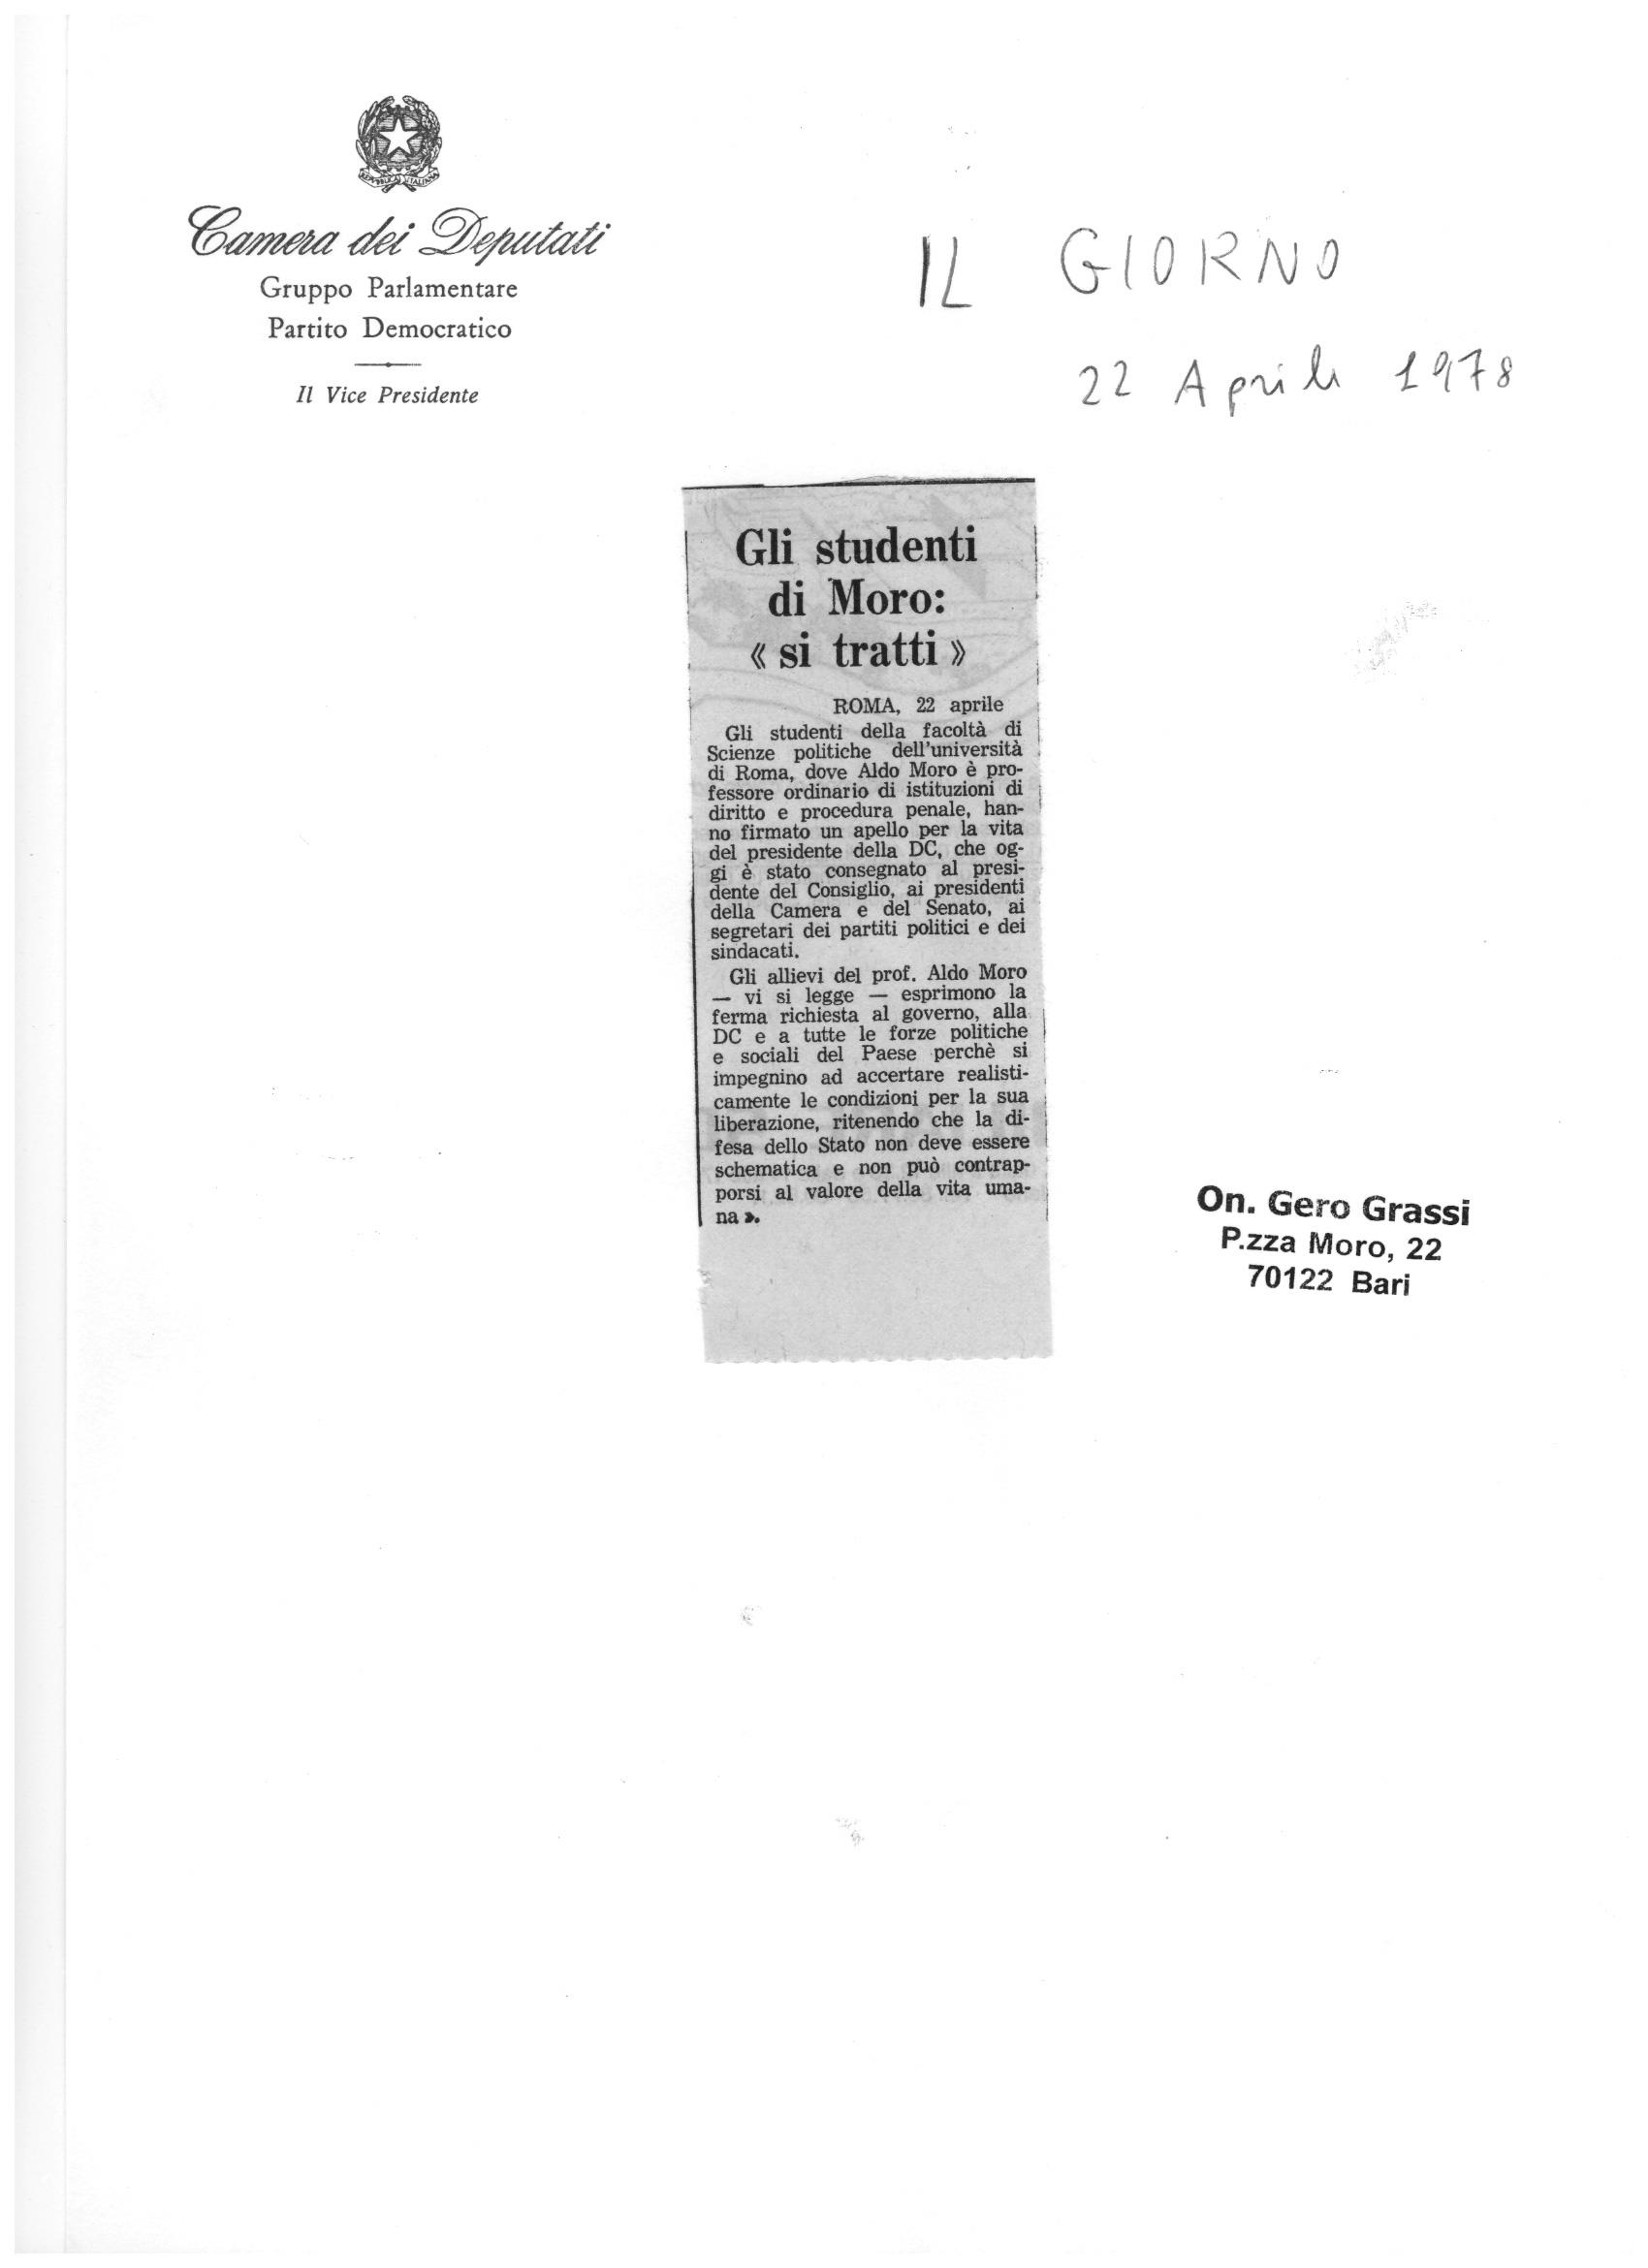 REPUBBLICA ITALIANA
Camera dei Deputati
Gruppo Parlamentare
Partito Democratico
Il Vice Presidente
IL GIORNO
22 Aprile 1978
Gli studenti
di Moro:
« si tratti »
ROMA, 22 aprile
Gli studenti della facoltà di
Scienze politiche dell'università
di Roma, dove Aldo Moro è pro-
fessore ordinario di istituzioni di
diritto e procedura penale, han-
no firmato un apello per la vita
del presidente della DC, che og-
gi è stato consegnato al presi-
dente del Consiglio, ai presidenti
della Camera e del Senato, ai
segretari dei partiti politici e dei
sindacati.
Gli allievi del prof. Aldo Moro
— vi si legge — esprimono la
ferma richiesta al governo, alla
DC e a tutte le forze politiche
e sociali del Paese perchè si
impegnino ad accertare realisti-
camente le condizioni per la sua
liberazione, ritenendo che la di-
fesa dello Stato non deve essere
schematica e non può contrap-
porsi al valore della vita uma-
na ».
On. Gero Grassi
P.zza Moro, 22
70122 Bari